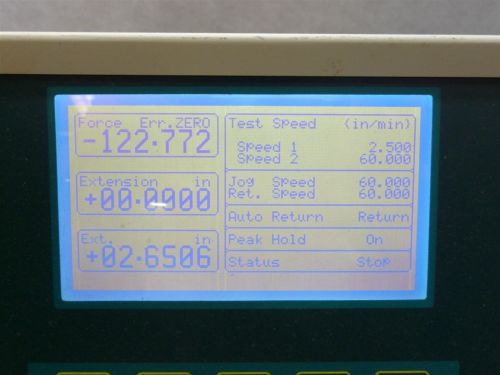 Force Err.ZERO
-122.772
Extension in
+00.0000
Ext. in
+02.6506
Test Speed (in/min)
Speed 1 2.500
Speed 2 60.000
Jog Speed 60.000
Ret. Speed 60.000
Auto Return Return
Peak Hold On
Status Stop